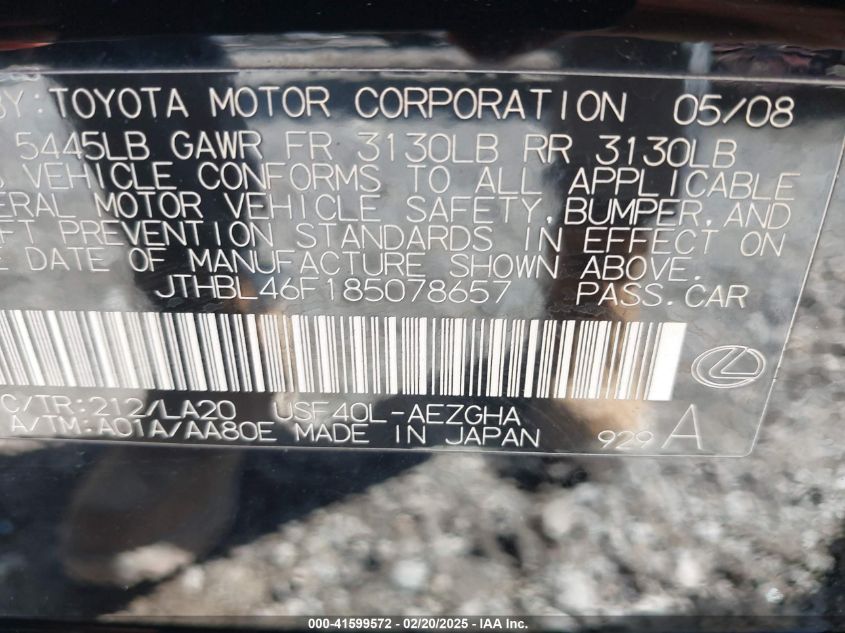 BY: TOYOTA MOTOR CORPORATION 05/08
5445LB GAWR FR 3130LB RR 3130LB
VEHICLE CONFORMS TO ALL APPLICABLE
ERAL MOTOR VEHICLE SAFETY, BUMPER, AND
FT PREVENTION STANDARDS IN EFFECT ON
E DATE OF MANUFACTURE SHOWN ABOVE.
JTHBL46F185078657 PASS.CAR
C/TR:212/LA20 USF40L-AEZGHA
A/TM:A01A/AA80E MADE IN JAPAN 929 A
000-41599572 — 02/20/2025 — IAA Inc.